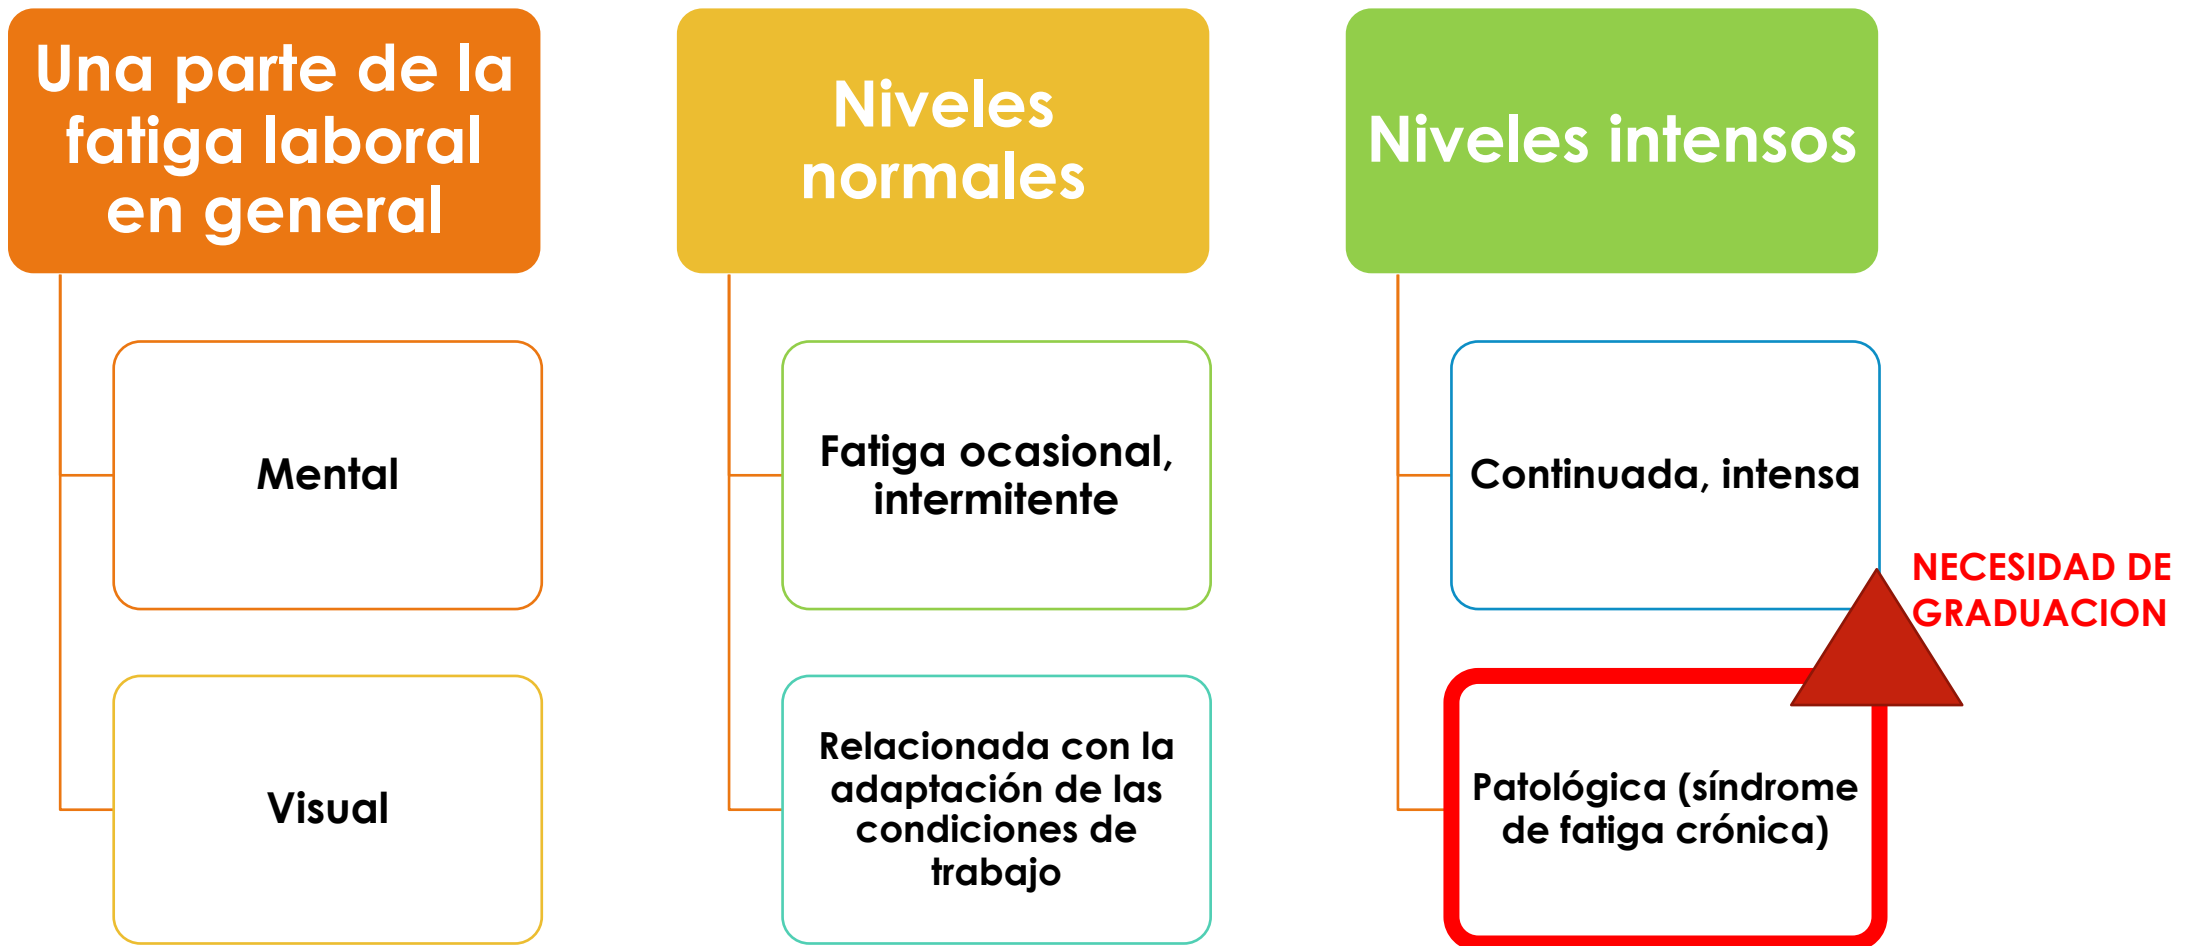 Una parte de la
fatiga laboral
en general
Mental
Visual
Niveles
normales
Fatiga ocasional,
intermitente
Relacionada con la
adaptación de las
condiciones de
trabajo
Niveles intensos
Continuada, intensa
NECESIDAD DE
GRADUACION
Patológica (síndrome
de fatiga crónica)